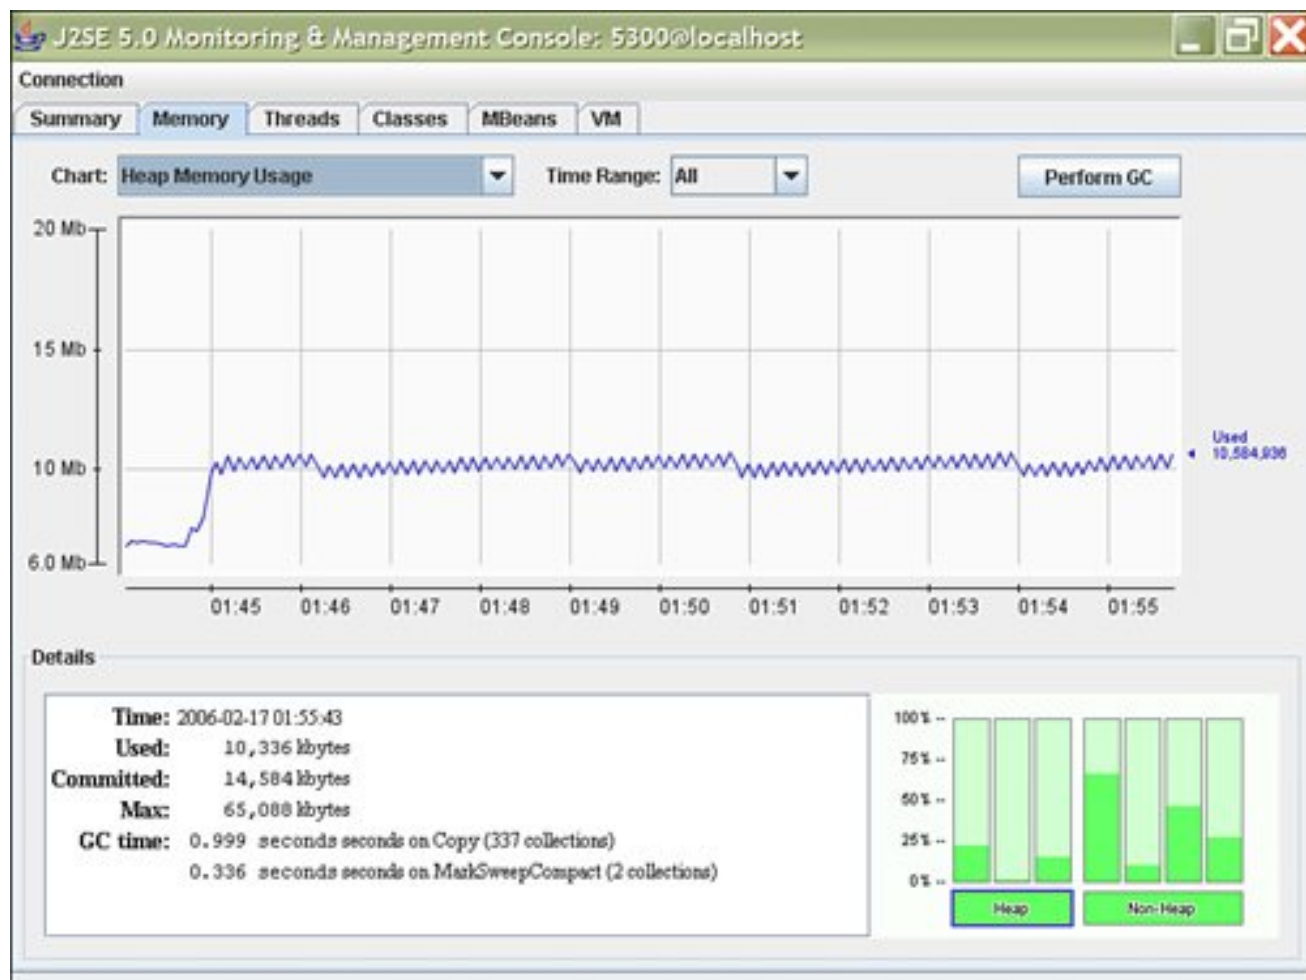 J2SE 5.0 Monitoring & Management Console: 5300@localhost
Connection
Summary Memory Threads Classes MBeans VM
Chart: Heap Memory Usage Time Range: All Perform GC
20 Mb
15 Mb
Used
10,584,936
10 Mb
6.0 Mb
01:45 01:46 01:47 01:48 01:49 01:50 01:51 01:52 01:53 01:54 01:55
Details
Time: 2006-02-17 01:55:43
Used: 10,336 kbytes
Committed: 14,584 kbytes
Max: 65,088 kbytes
GC time: 0.999 seconds seconds on Copy (337 collections)
0.336 seconds seconds on MarkSweepCompact (2 collections)
100% --
75% --
50% --
25% --
0% --
Heap Non-Heap